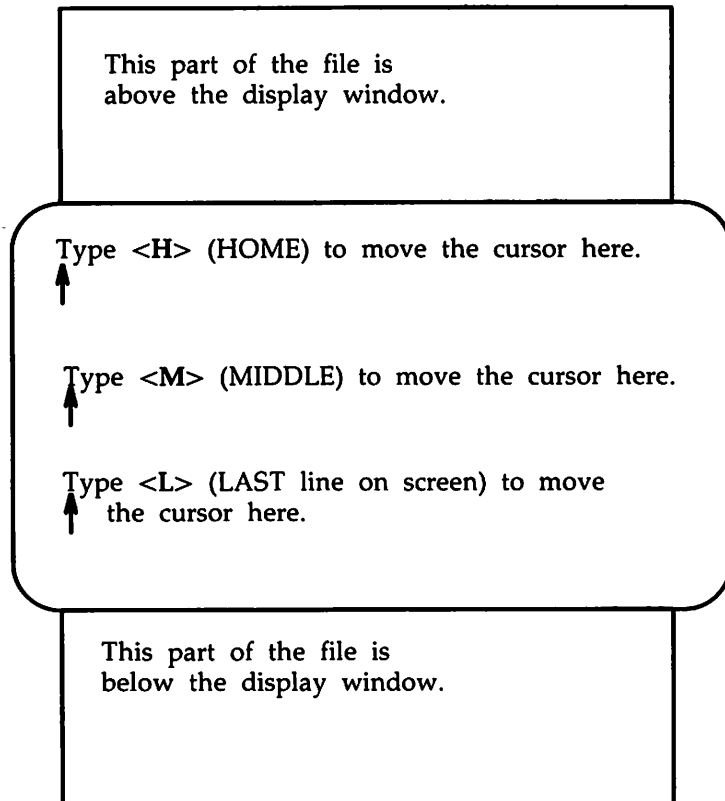 This part of the file is
above the display window.
Type <H> (HOME) to move the cursor here.
Type <M> (MIDDLE) to move the cursor here.
Type <L> (LAST line on screen) to move
the cursor here.
This part of the file is
below the display window.